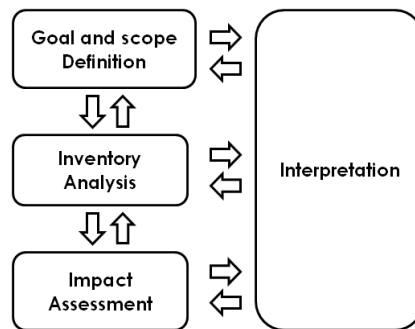 Goal and scope
Definition
Inventory
Analysis
Interpretation
Impact
Assessment